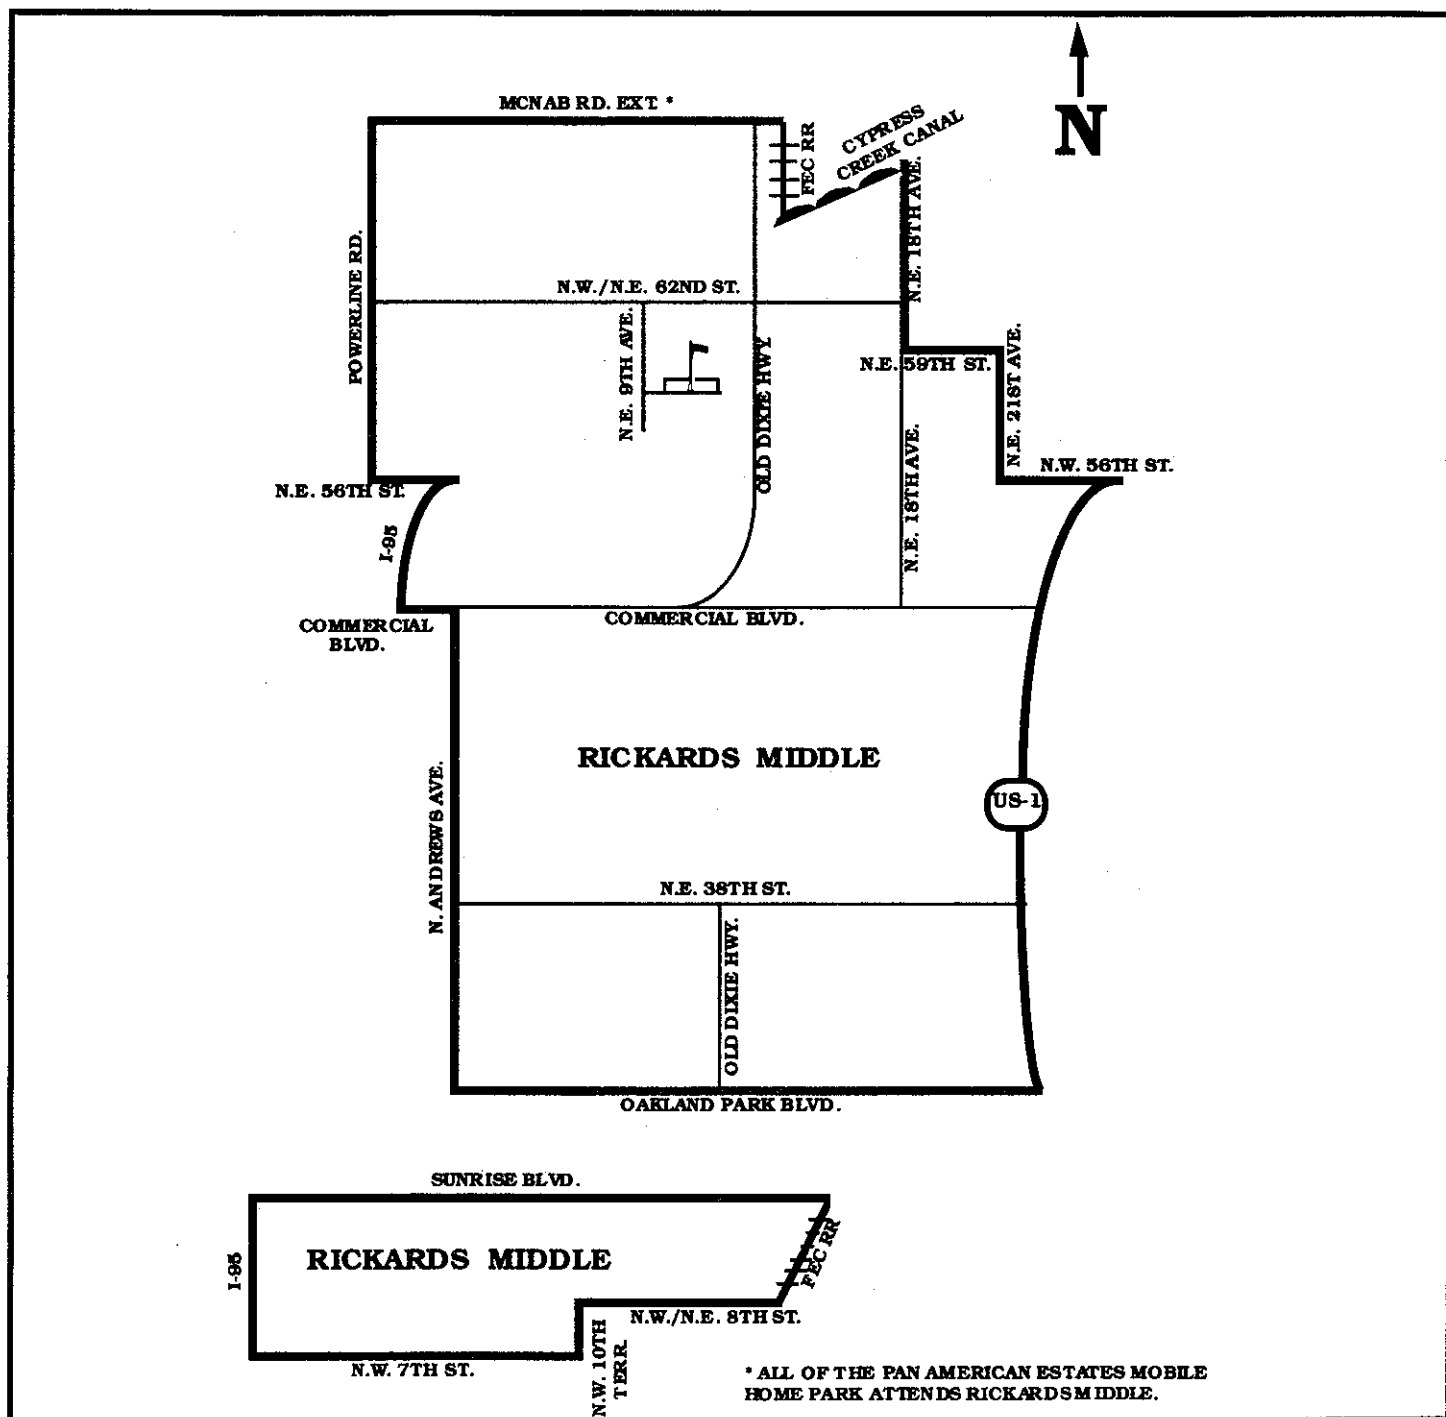 MCNAB RD. EXT. *
N
CYPRESS
CREEK CANAL
FEC RR
N.E. 18TH AVE.
POWERLINE RD.
N.W./N.E. 62ND ST.
N.E. 9TH AVE.
OLD DIXIE HWY.
N.E. 59TH ST.
N.E. 21ST AVE.
N.W. 56TH ST.
N.E. 56TH ST.
N.E. 18TH AVE.
I-95
COMMERCIAL
BLVD.
COMMERCIAL BLVD.
RICKARDS MIDDLE
US-1
N. ANDREWS AVE.
N.E. 38TH ST.
OLD DIXIE HWY.
OAKLAND PARK BLVD.
SUNRISE BLVD.
I-95
RICKARDS MIDDLE
FEC RR
N.W./N.E. 8TH ST.
N.W. 7TH ST.
N.W. 10TH
TERR.
* ALL OF THE PAN AMERICAN ESTATES MOBILE
HOME PARK ATTENDS RICKARDS MIDDLE.